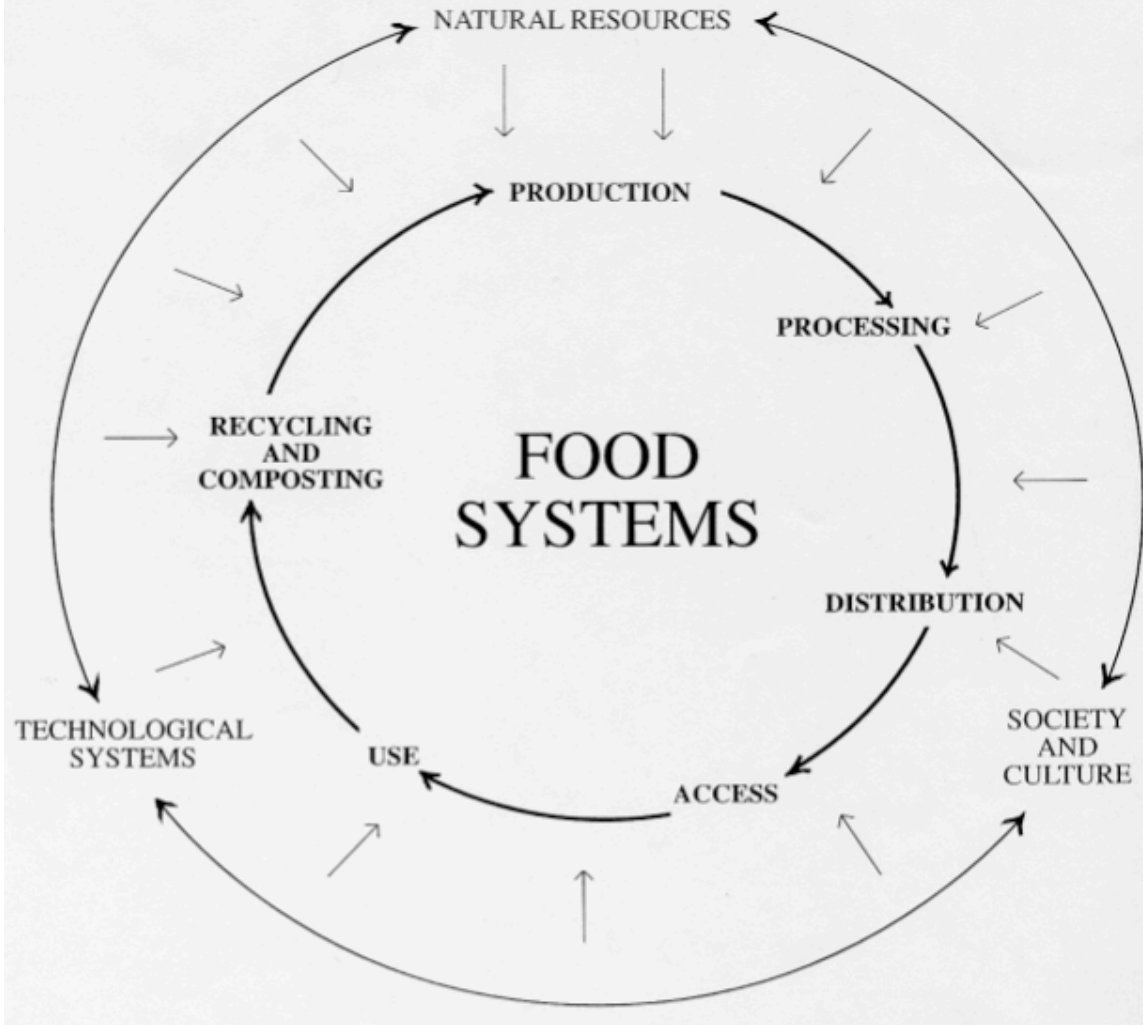 NATURAL RESOURCES
PRODUCTION
PROCESSING
RECYCLING
AND
COMPOSTING
FOOD
SYSTEMS
DISTRIBUTION
TECHNOLOGICAL
SYSTEMS
SOCIETY
AND
CULTURE
USE
ACCESS